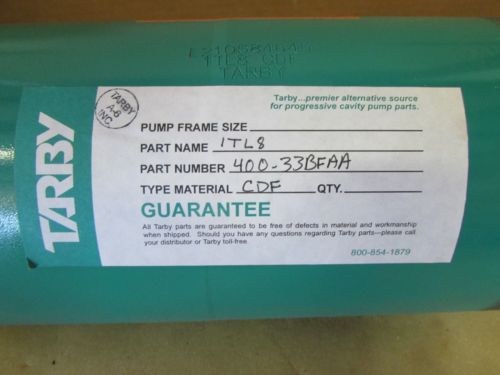 1TL8 CDF
TARBY
TARBY
A-6
INC.
TARBY
Tarby...premier alternative source
for progressive cavity pump parts.
PUMP FRAME SIZE
PART NAME 1TL8
PART NUMBER 400-33BFAA
TYPE MATERIAL CDF QTY.
GUARANTEE
All Tarby parts are guaranteed to be free of defects in material and workmanship
when shipped. Should you have any questions regarding Tarby parts—please call
your distributor or Tarby toll-free.
800-854-1879